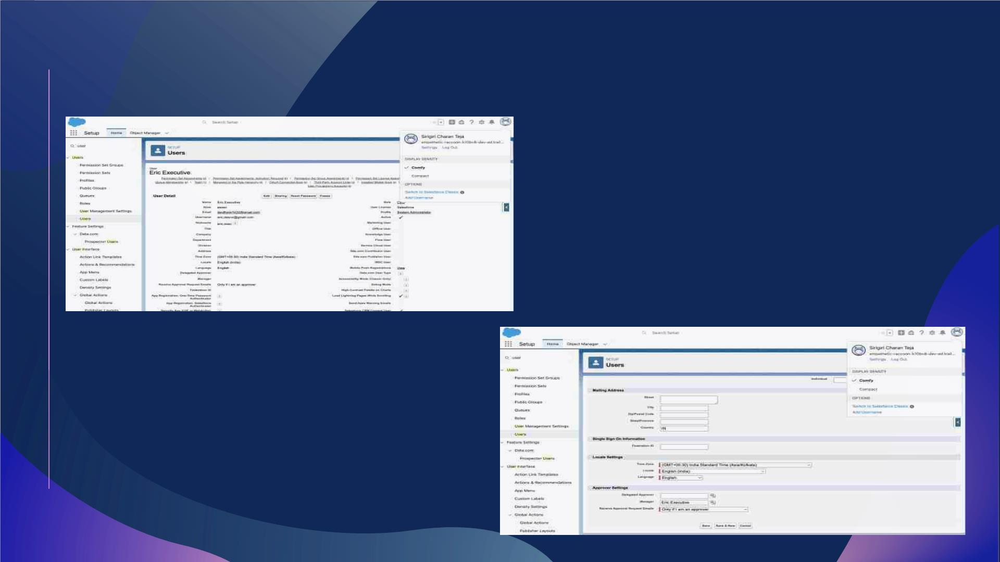 Search Setup
Setup Home Object Manager
user
Users
Permission Set Groups
Permission Sets
Profiles
Public Groups
Queues
Roles
User Management Settings
Users
Feature Settings
Data.com
Prospector Users
User Interface
Action Link Templates
Actions & Recommendations
App Menu
Custom Labels
Density Settings
Global Actions
Global Actions
Publisher Layouts
SETUP
Users
User
Eric Executive
User Detail
Edit Sharing Reset Password Freeze
Name Eric Executive
Alias
Email
Username
Nickname
Title
Company
Department
Division
Address
Time Zone (GMT+05:30) India Standard Time (Asia/Kolkata)
Locale English (India)
Language English
Delegated Approver
Manager
Receive Approval Request Emails Only if I am an approver
Federation ID
App Registration: One-Time Password Authenticator
App Registration: Salesforce Authenticator
Role
User License Salesforce
Profile System Administrator
Active
Marketing User
Offline User
Knowledge User
Flow User
Service Cloud User
Site.com Contributor User
Site.com Publisher User
WDC User
Mobile Push Registrations View
Data.com User Type
Accessibility Mode (Classic Only)
Debug Mode
High-Contrast Palette on Charts
Load Lightning Pages While Scrolling
Send Apex Warning Emails
Salesforce CRM Content User
Sirigiri Charan Teja
Settings Log Out
DISPLAY DENSITY
Comfy
Compact
OPTIONS
Switch to Salesforce Classic
Add Username
Search Setup
Setup Home Object Manager
user
Users
Permission Set Groups
Permission Sets
Profiles
Public Groups
Queues
Roles
User Management Settings
Users
Feature Settings
Data.com
Prospector Users
User Interface
Action Link Templates
Actions & Recommendations
App Menu
Custom Labels
Density Settings
Global Actions
Global Actions
Publisher Layouts
SETUP
Users
Individual
Mailing Address
Street
City
Zip/Postal Code
State/Province
Country IN
Single Sign On Information
Federation ID
Locale Settings
Time Zone (GMT+05:30) India Standard Time (Asia/Kolkata)
Locale English (India)
Language English
Approver Settings
Delegated Approver
Manager Eric Executive
Receive Approval Request Emails Only if I am an approver
Save Save & New Cancel
Sirigiri Charan Teja
Settings Log Out
DISPLAY DENSITY
Comfy
Compact
OPTIONS
Switch to Salesforce Classic
Add Username